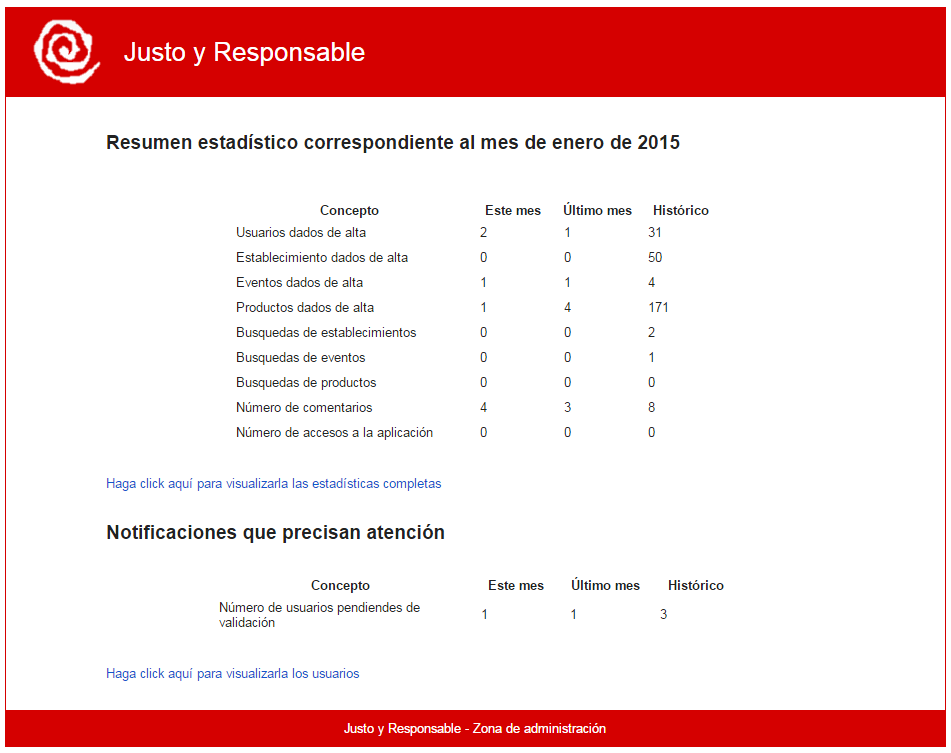 Justo y Responsable
Resumen estadístico correspondiente al mes de enero de 2015
Concepto Este mes Último mes Histórico
Usuarios dados de alta 2 1 31
Establecimiento dados de alta 0 0 50
Eventos dados de alta 1 1 4
Productos dados de alta 1 4 171
Busquedas de establecimientos 0 0 2
Busquedas de eventos 0 0 1
Busquedas de productos 0 0 0
Número de comentarios 4 3 8
Número de accesos a la aplicación 0 0 0
Haga click aquí para visualizarla las estadísticas completas
Notificaciones que precisan atención
Concepto Este mes Último mes Histórico
Número de usuarios pendiendes de
validación 1 1 3
Haga click aquí para visualizarla los usuarios
Justo y Responsable - Zona de administración